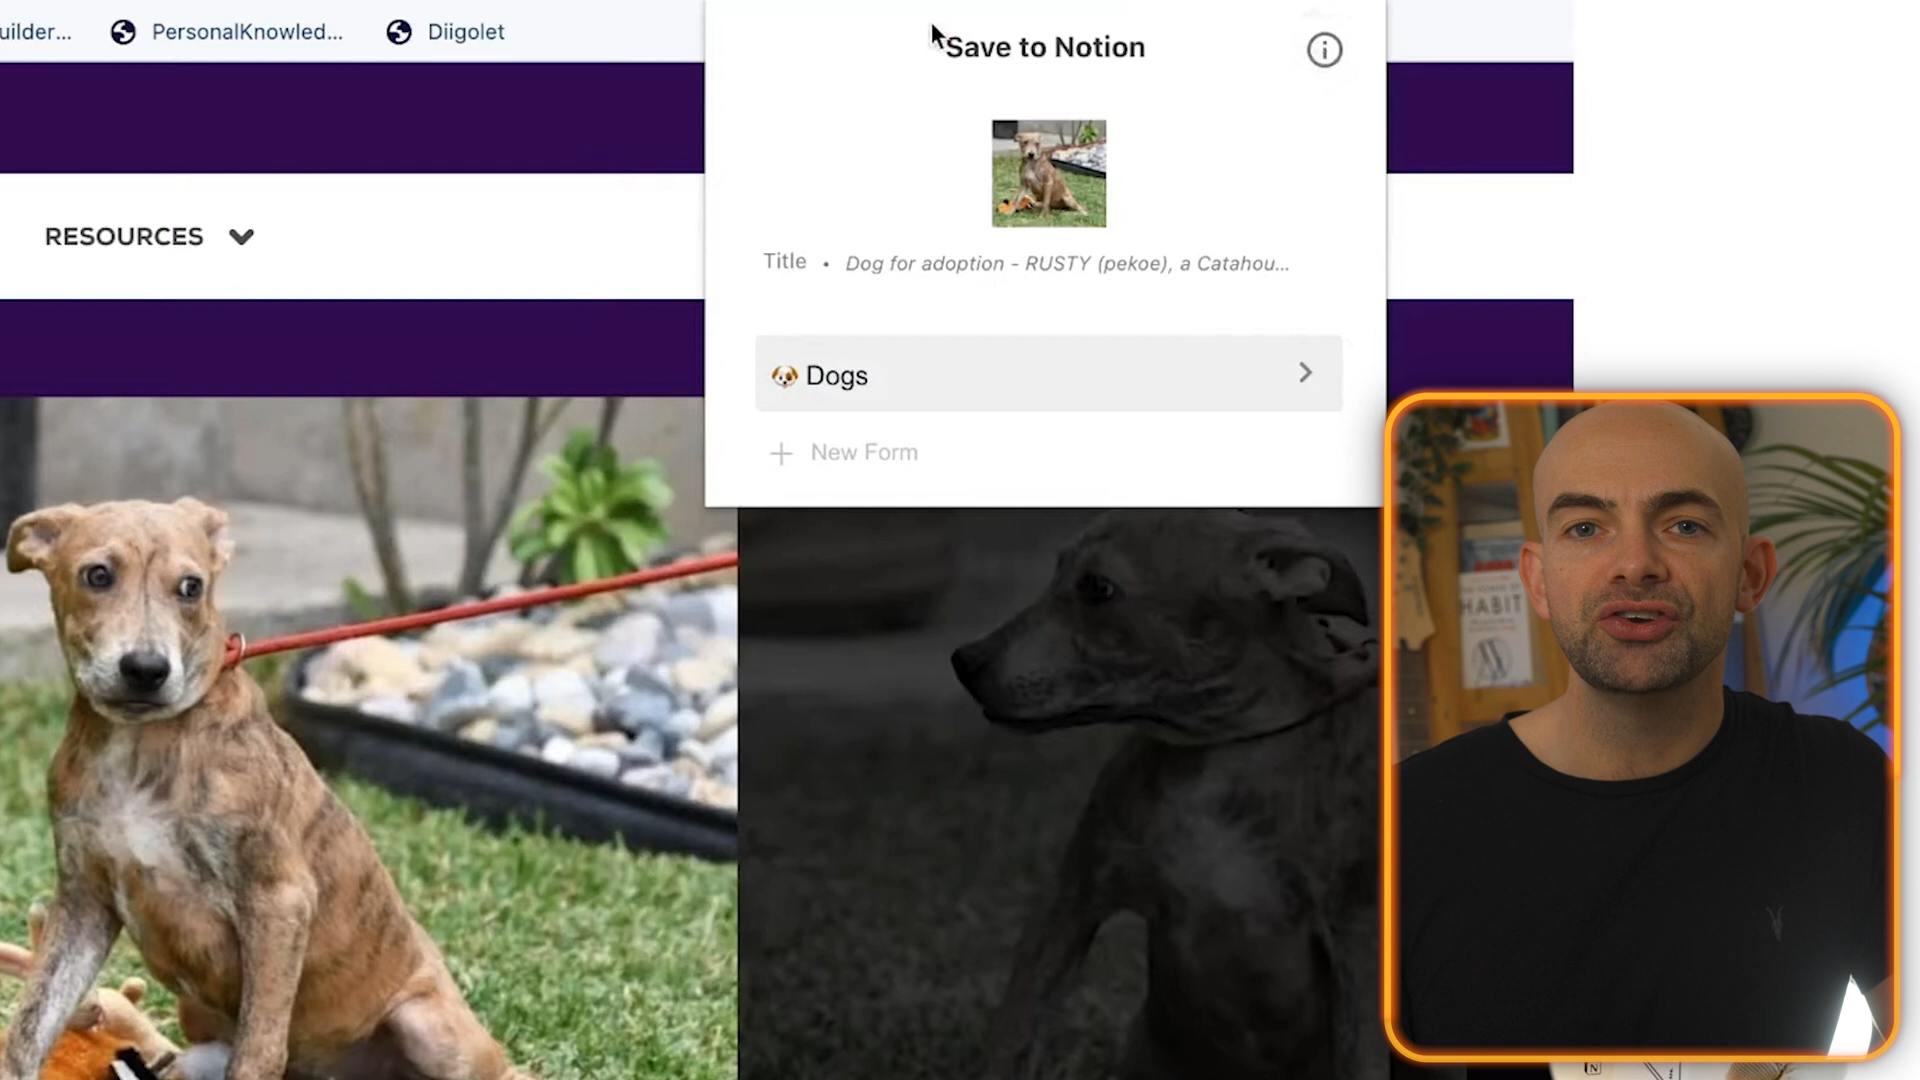 uilder...
PersonalKnowled...
Diigolet
Save to Notion
RESOURCES
Title • Dog for adoption - RUSTY (pekoe), a Catahou...
Dogs
New Form
HABIT